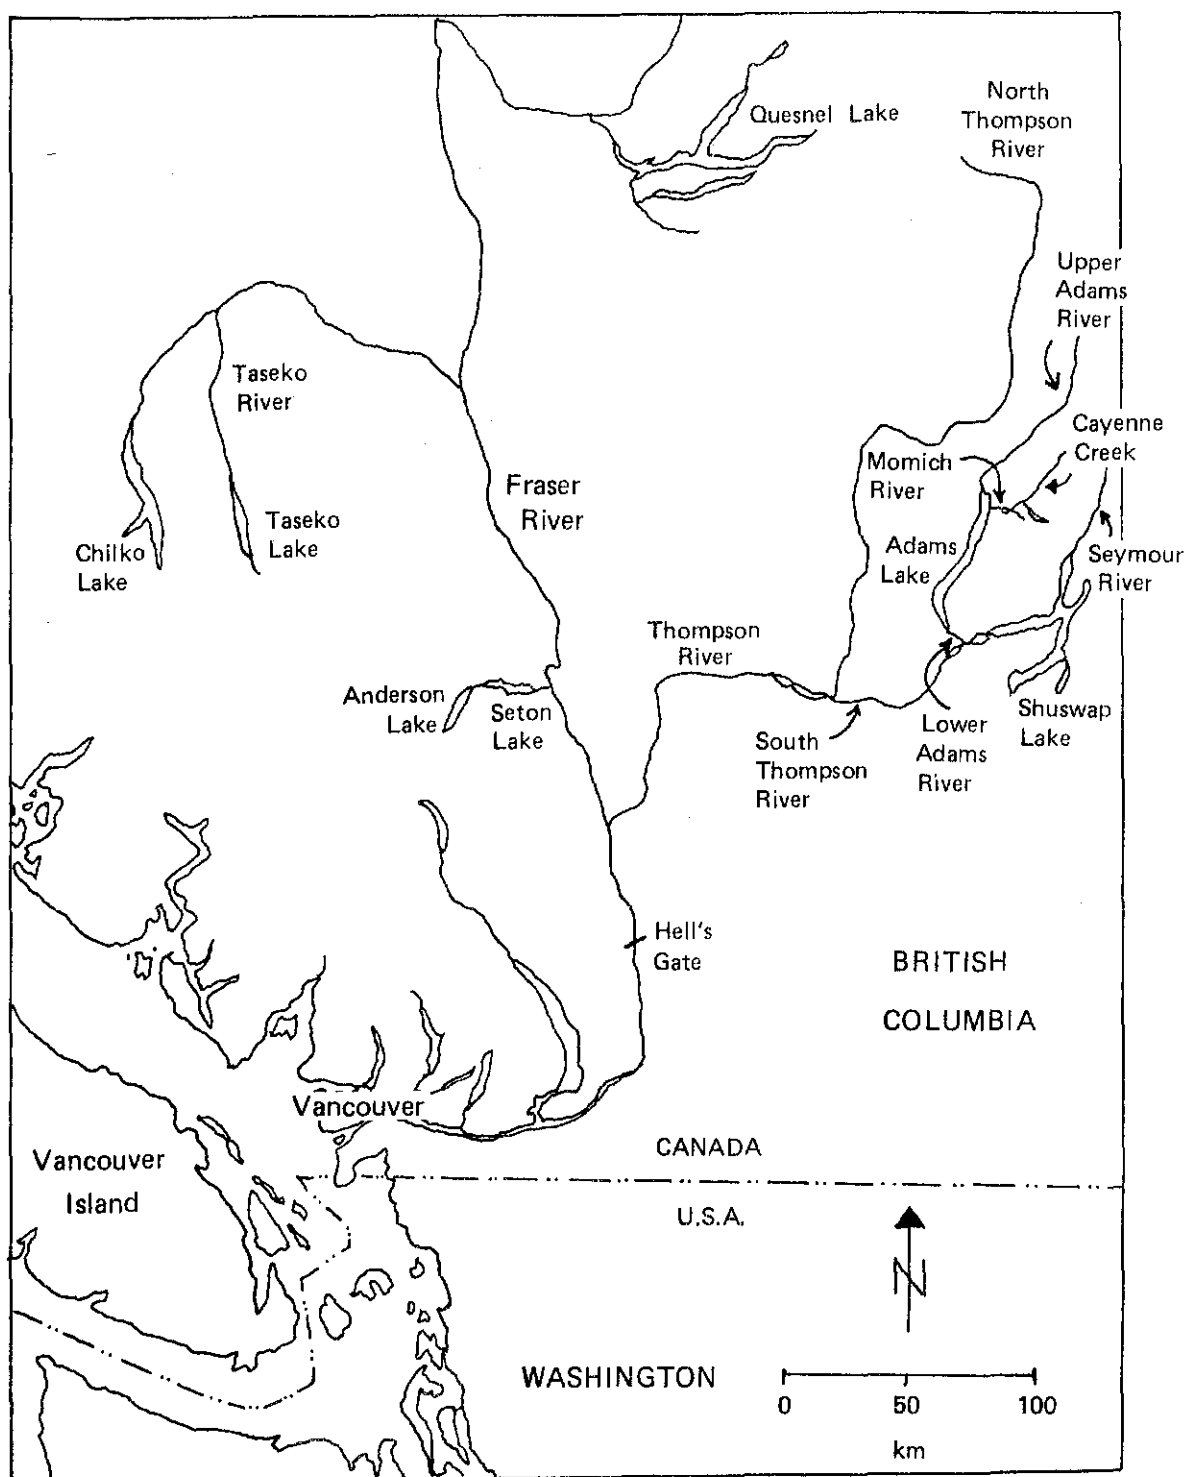 Quesnel Lake
North
Thompson
River
Upper
Adams
River
Taseko
River
Cayenne
Creek
Momich
River
Fraser
River
Taseko
Lake
Chilko
Lake
Adams
Lake
Seymour
River
Thompson
River
Anderson
Lake
Seton
Lake
South
Thompson
River
Lower
Adams
River
Shuswap
Lake
Hell's
Gate
BRITISH
COLUMBIA
Vancouver
CANADA
Vancouver
Island
U.S.A.
N
WASHINGTON
0 50 100
km